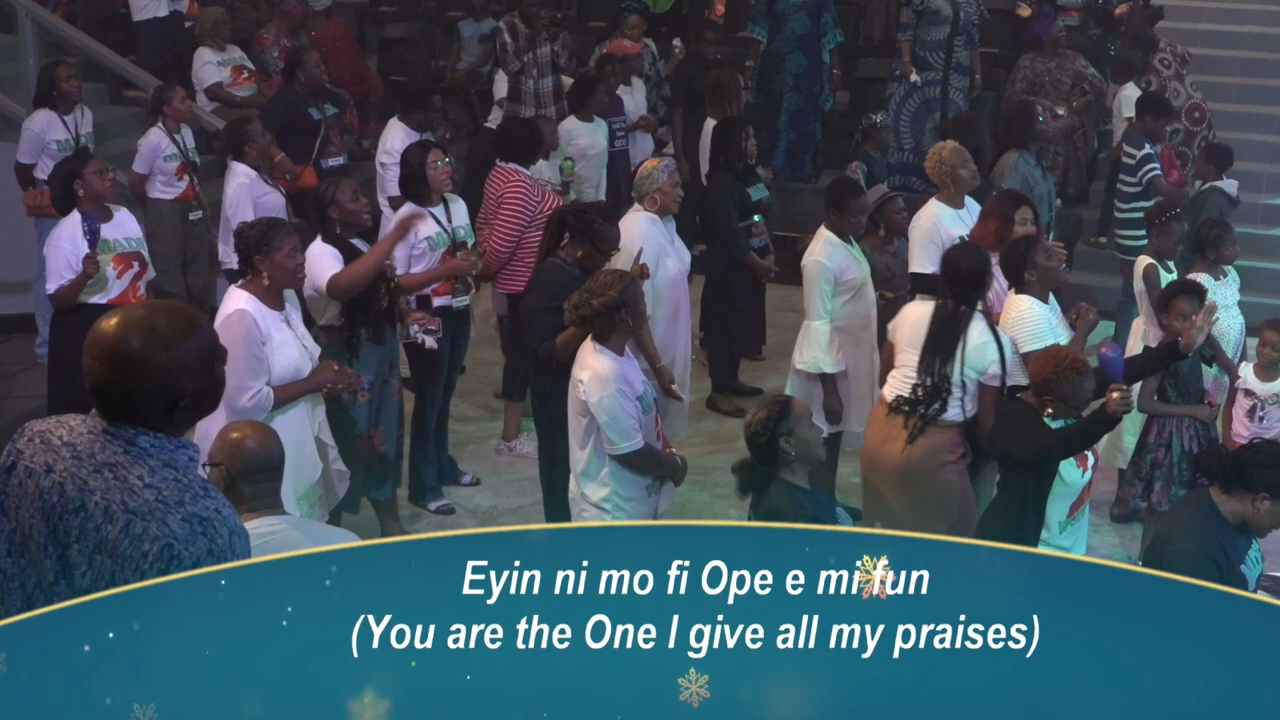 Eyin ni mo fi Ope e mi fun
(You are the One I give all my praises)